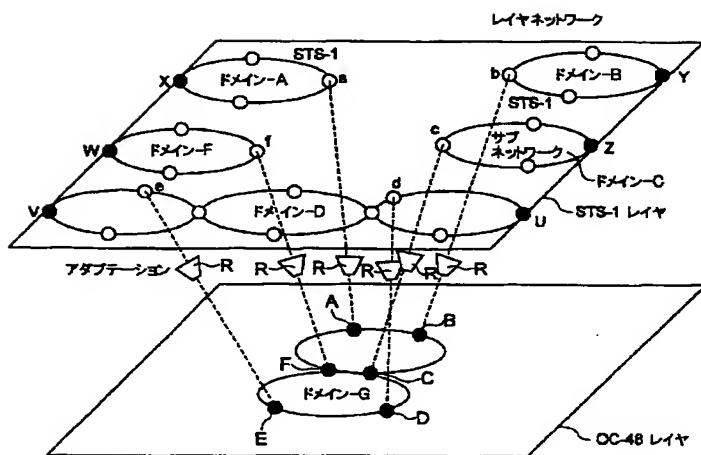 レイヤネットワーク
STS-1
X
ドメイン-A
a
b
ドメイン-B
Y
STS-1
W
ドメイン-F
f
c
サブ
ネットワーク
Z
ドメイン-C
e
d
V
ドメイン-D
U
STS-1 レイヤ
アダプテーション
R
R
R
R
R
R
A
B
F
C
ドメイン-G
E
D
OC-48 レイヤ